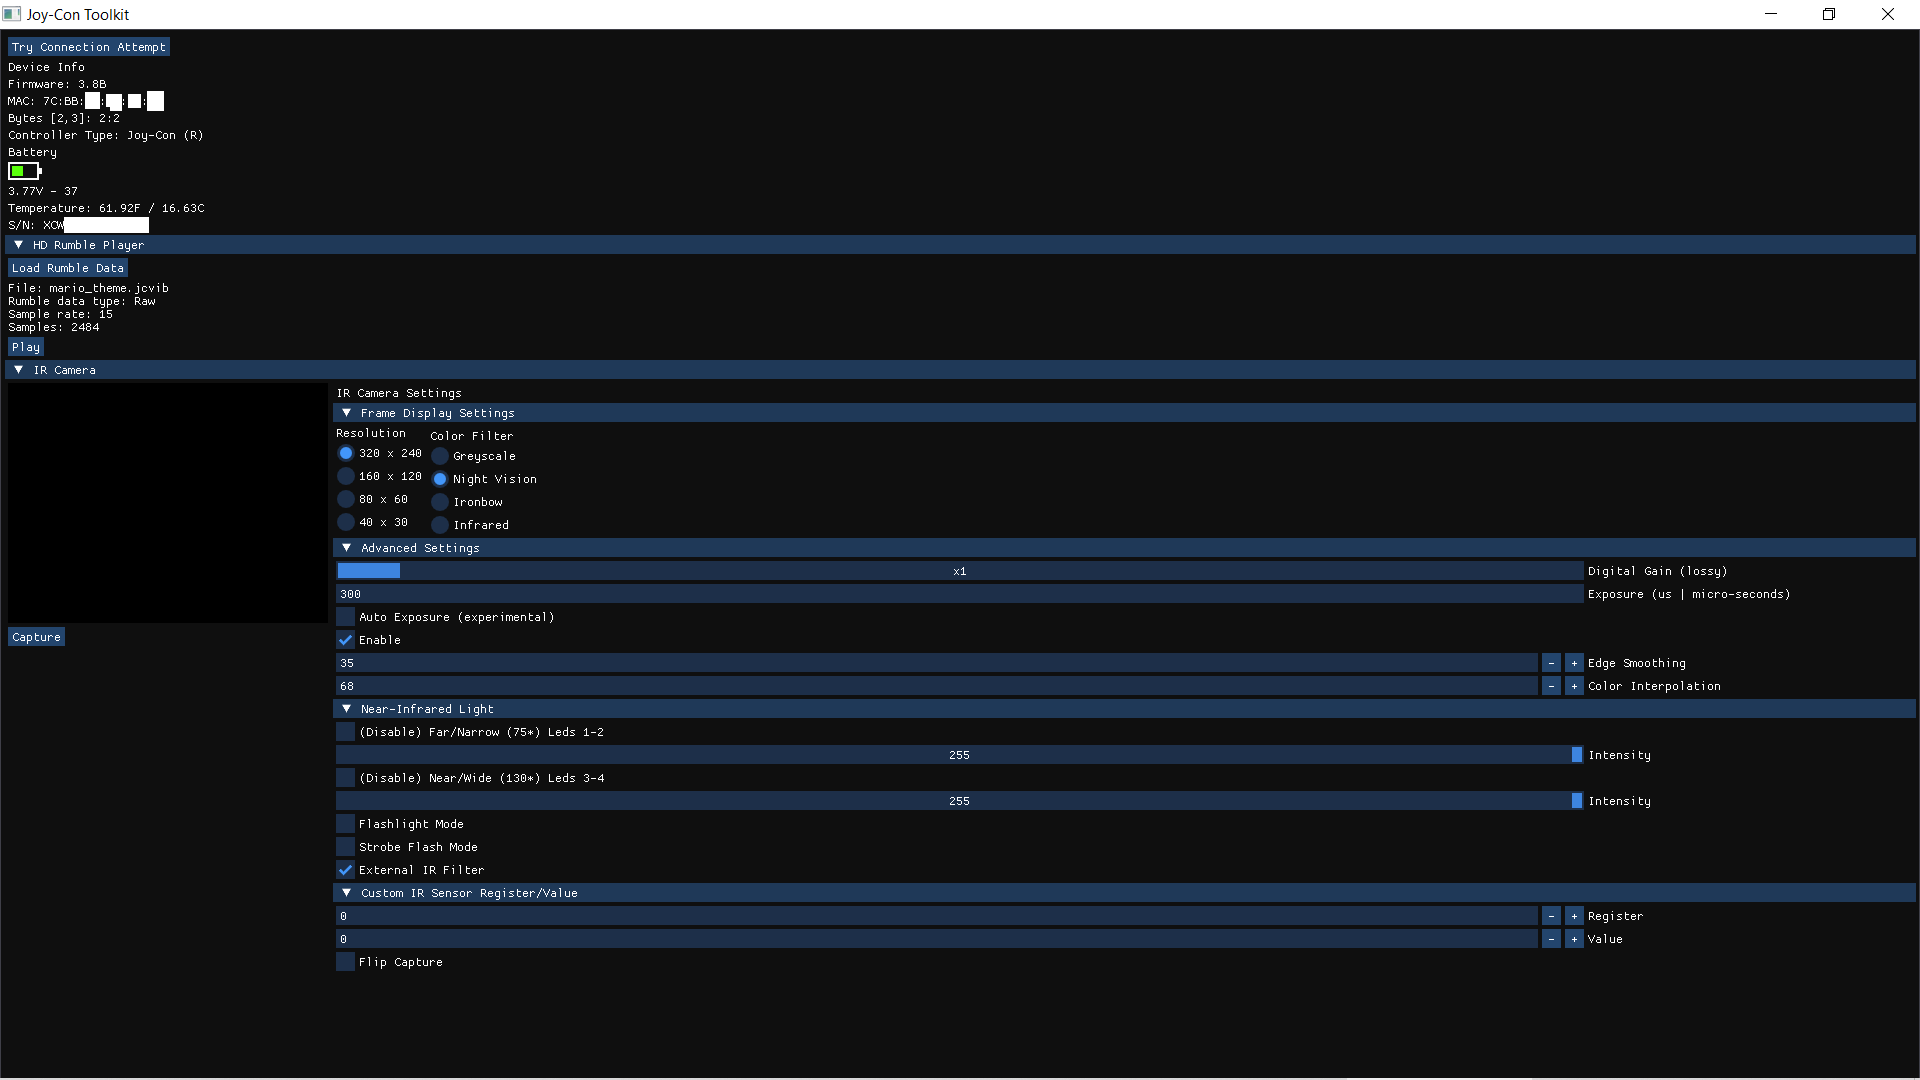 Joy-Con Toolkit
Try Connection Attempt
Device Info
Firmware: 3.8B
MAC: 7C:BB: : : :
Bytes [2,3]: 2:2
Controller Type: Joy-Con (R)
Battery
3.77V - 37
Temperature: 61.92F / 16.63C
S/N: XCW
HD Rumble Player
Load Rumble Data
File: mario_theme.jcvib
Rumble data type: Raw
Sample rate: 15
Samples: 2484
Play
IR Camera
Capture
IR Camera Settings
Frame Display Settings
Resolution
320 x 240
160 x 120
80 x 60
40 x 30
Color Filter
Greyscale
Night Vision
Ironbow
Infrared
Advanced Settings
x1 Digital Gain (lossy)
300 Exposure (us | micro-seconds)
Auto Exposure (experimental)
Enable
35 - + Edge Smoothing
68 - + Color Interpolation
Near-Infrared Light
(Disable) Far/Narrow (75*) Leds 1-2
255 Intensity
(Disable) Near/Wide (130*) Leds 3-4
255 Intensity
Flashlight Mode
Strobe Flash Mode
External IR Filter
Custom IR Sensor Register/Value
0 - + Register
0 - + Value
Flip Capture